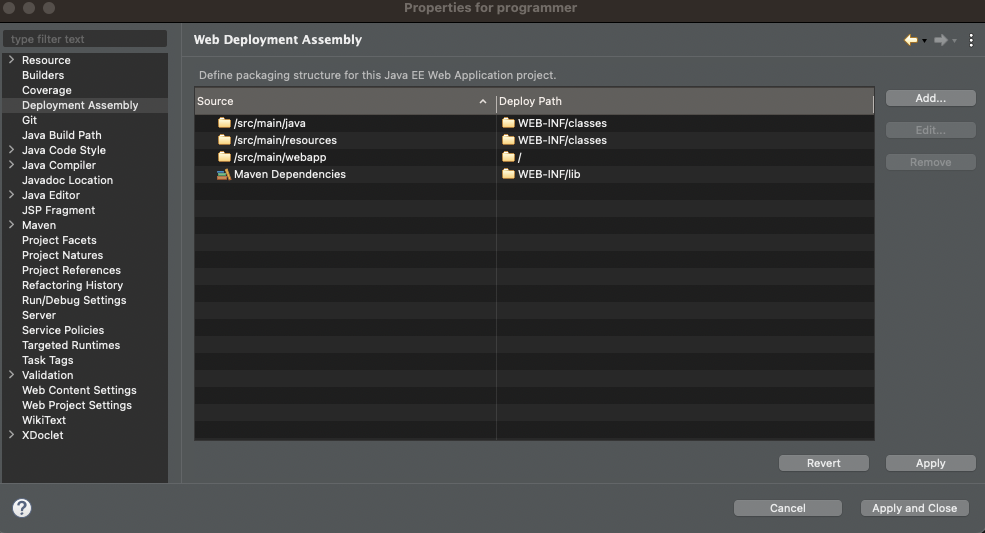 Properties for programmer
type filter text
Resource
Builders
Coverage
Deployment Assembly
Git
Java Build Path
Java Code Style
Java Compiler
Javadoc Location
Java Editor
JSP Fragment
Maven
Project Facets
Project Natures
Project References
Refactoring History
Run/Debug Settings
Server
Service Policies
Targeted Runtimes
Task Tags
Validation
Web Content Settings
Web Project Settings
WikiText
XDoclet
Web Deployment Assembly
Define packaging structure for this Java EE Web Application project.
Source Deploy Path
/src/main/java WEB-INF/classes
/src/main/resources WEB-INF/classes
/src/main/webapp /
Maven Dependencies WEB-INF/lib
Add...
Edit...
Remove
Revert Apply
? Cancel Apply and Close